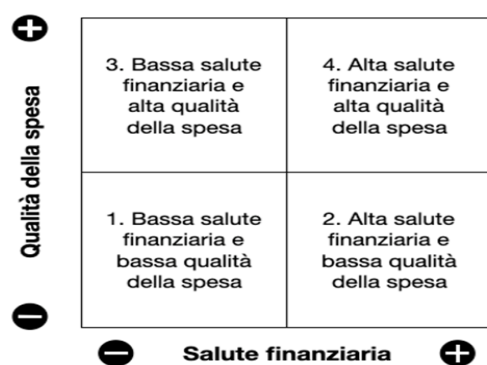 Qualità della spesa
3. Bassa salute
finanziaria e
alta qualità
della spesa
4. Alta salute
finanziaria e
alta qualità
della spesa
1. Bassa salute
finanziaria e
bassa qualità
della spesa
2. Alta salute
finanziaria e
bassa qualità
della spesa
Salute finanziaria